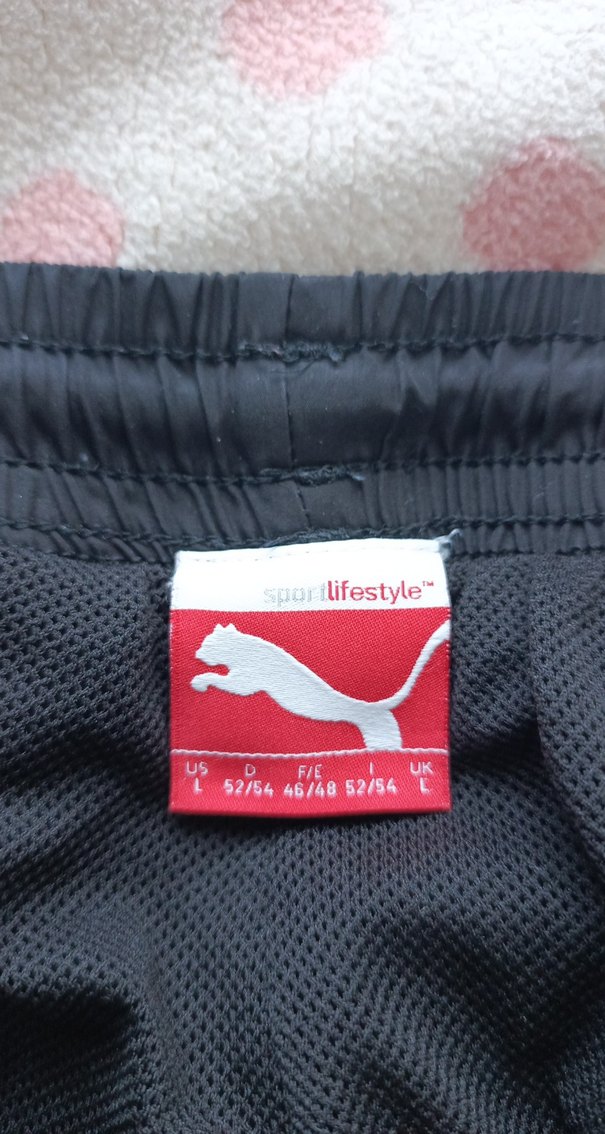 sportlifestyle™
US D F/E I UK
L 52/54 46/48 52/54 L